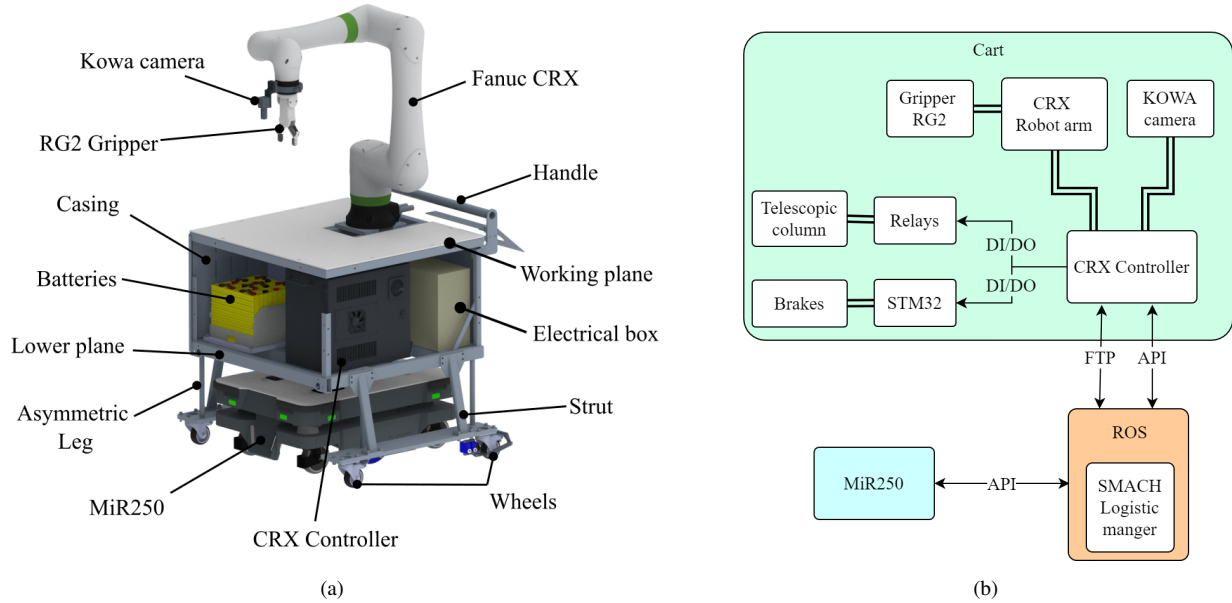 Kowa camera
RG2 Gripper
Casing
Batteries
Lower plane
Asymmetric
Leg
MiR250
CRX Controller
Fanuc CRX
Handle
Working plane
Electrical box
Strut
Wheels
(a)
Cart
Gripper
RG2
CRX
Robot arm
KOWA
camera
Telescopic
column
Relays
DI/DO
CRX Controller
DI/DO
Brakes
STM32
FTP
API
ROS
MiR250
API
SMACH
Logistic
manger
(b)